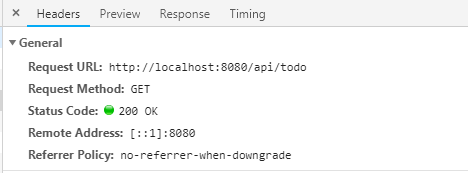 × Headers Preview Response Timing
▼ General
Request URL: http://localhost:8080/api/todo
Request Method: GET
Status Code: 200 OK
Remote Address: [::1]:8080
Referrer Policy: no-referrer-when-downgrade